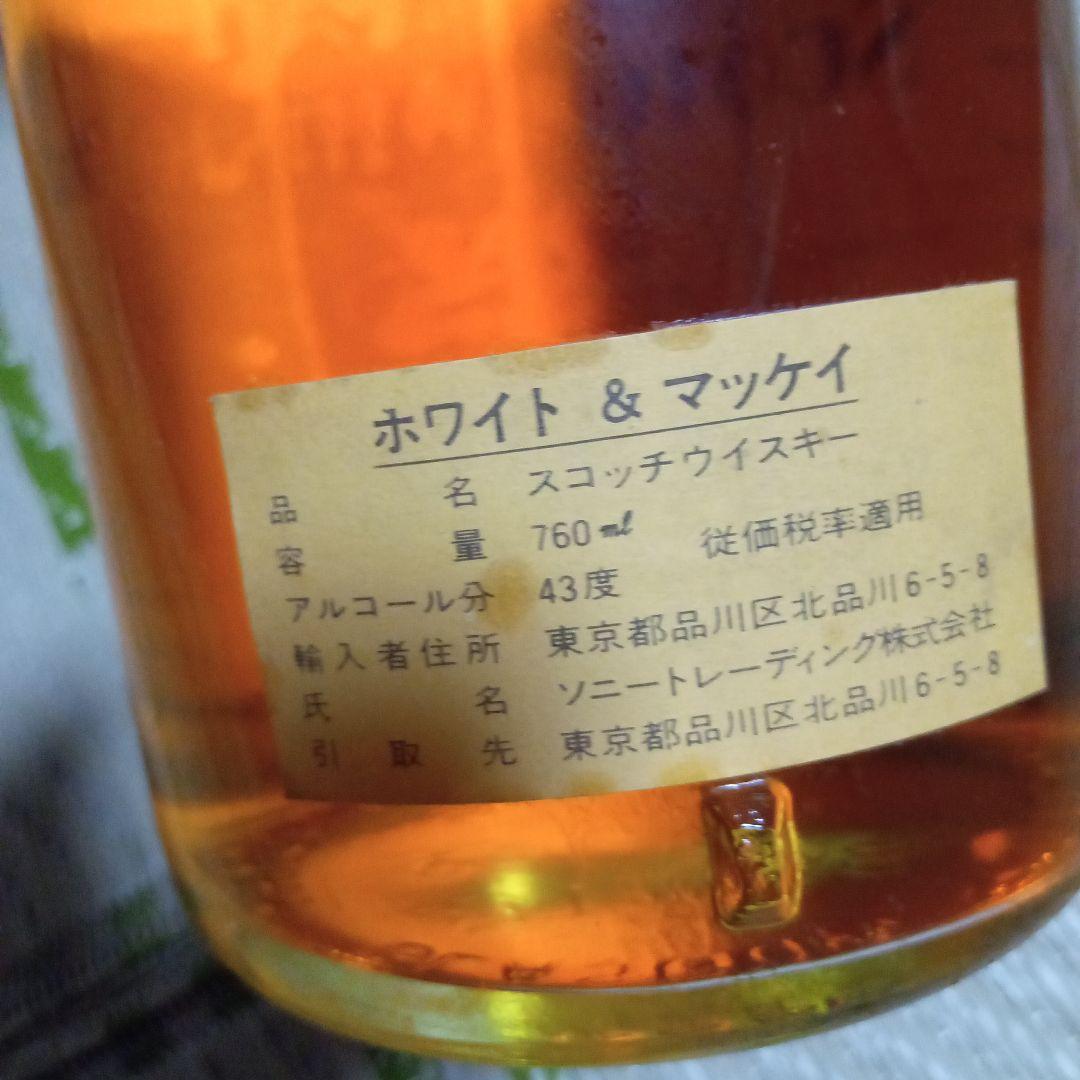 ホワイト & マッケイ
品名 スコッチウイスキー
容量 760ml 従価税率適用
アルコール分 43度
輸入者住所 東京都品川区北品川6-5-8
氏名 ソニートレーディング株式会社
引取先 東京都品川区北品川6-5-8